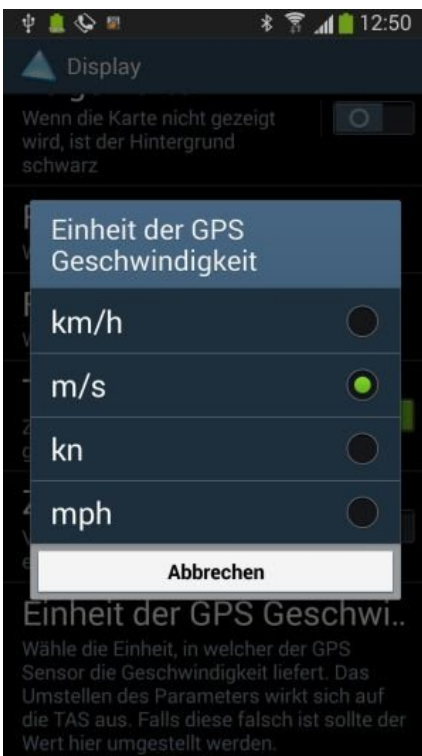 12:50
Display
Wenn die Karte nicht gezeigt
wird, ist der Hintergrund
schwarz
Einheit der GPS
Geschwindigkeit
km/h
m/s
kn
mph
Abbrechen
Einheit der GPS Geschwi..
Wähle die Einheit, in welcher der GPS
Sensor die Geschwindigkeit liefert. Das
Umstellen des Parameters wirkt sich auf
die TAS aus. Falls diese falsch ist sollte der
Wert hier umgestellt werden.